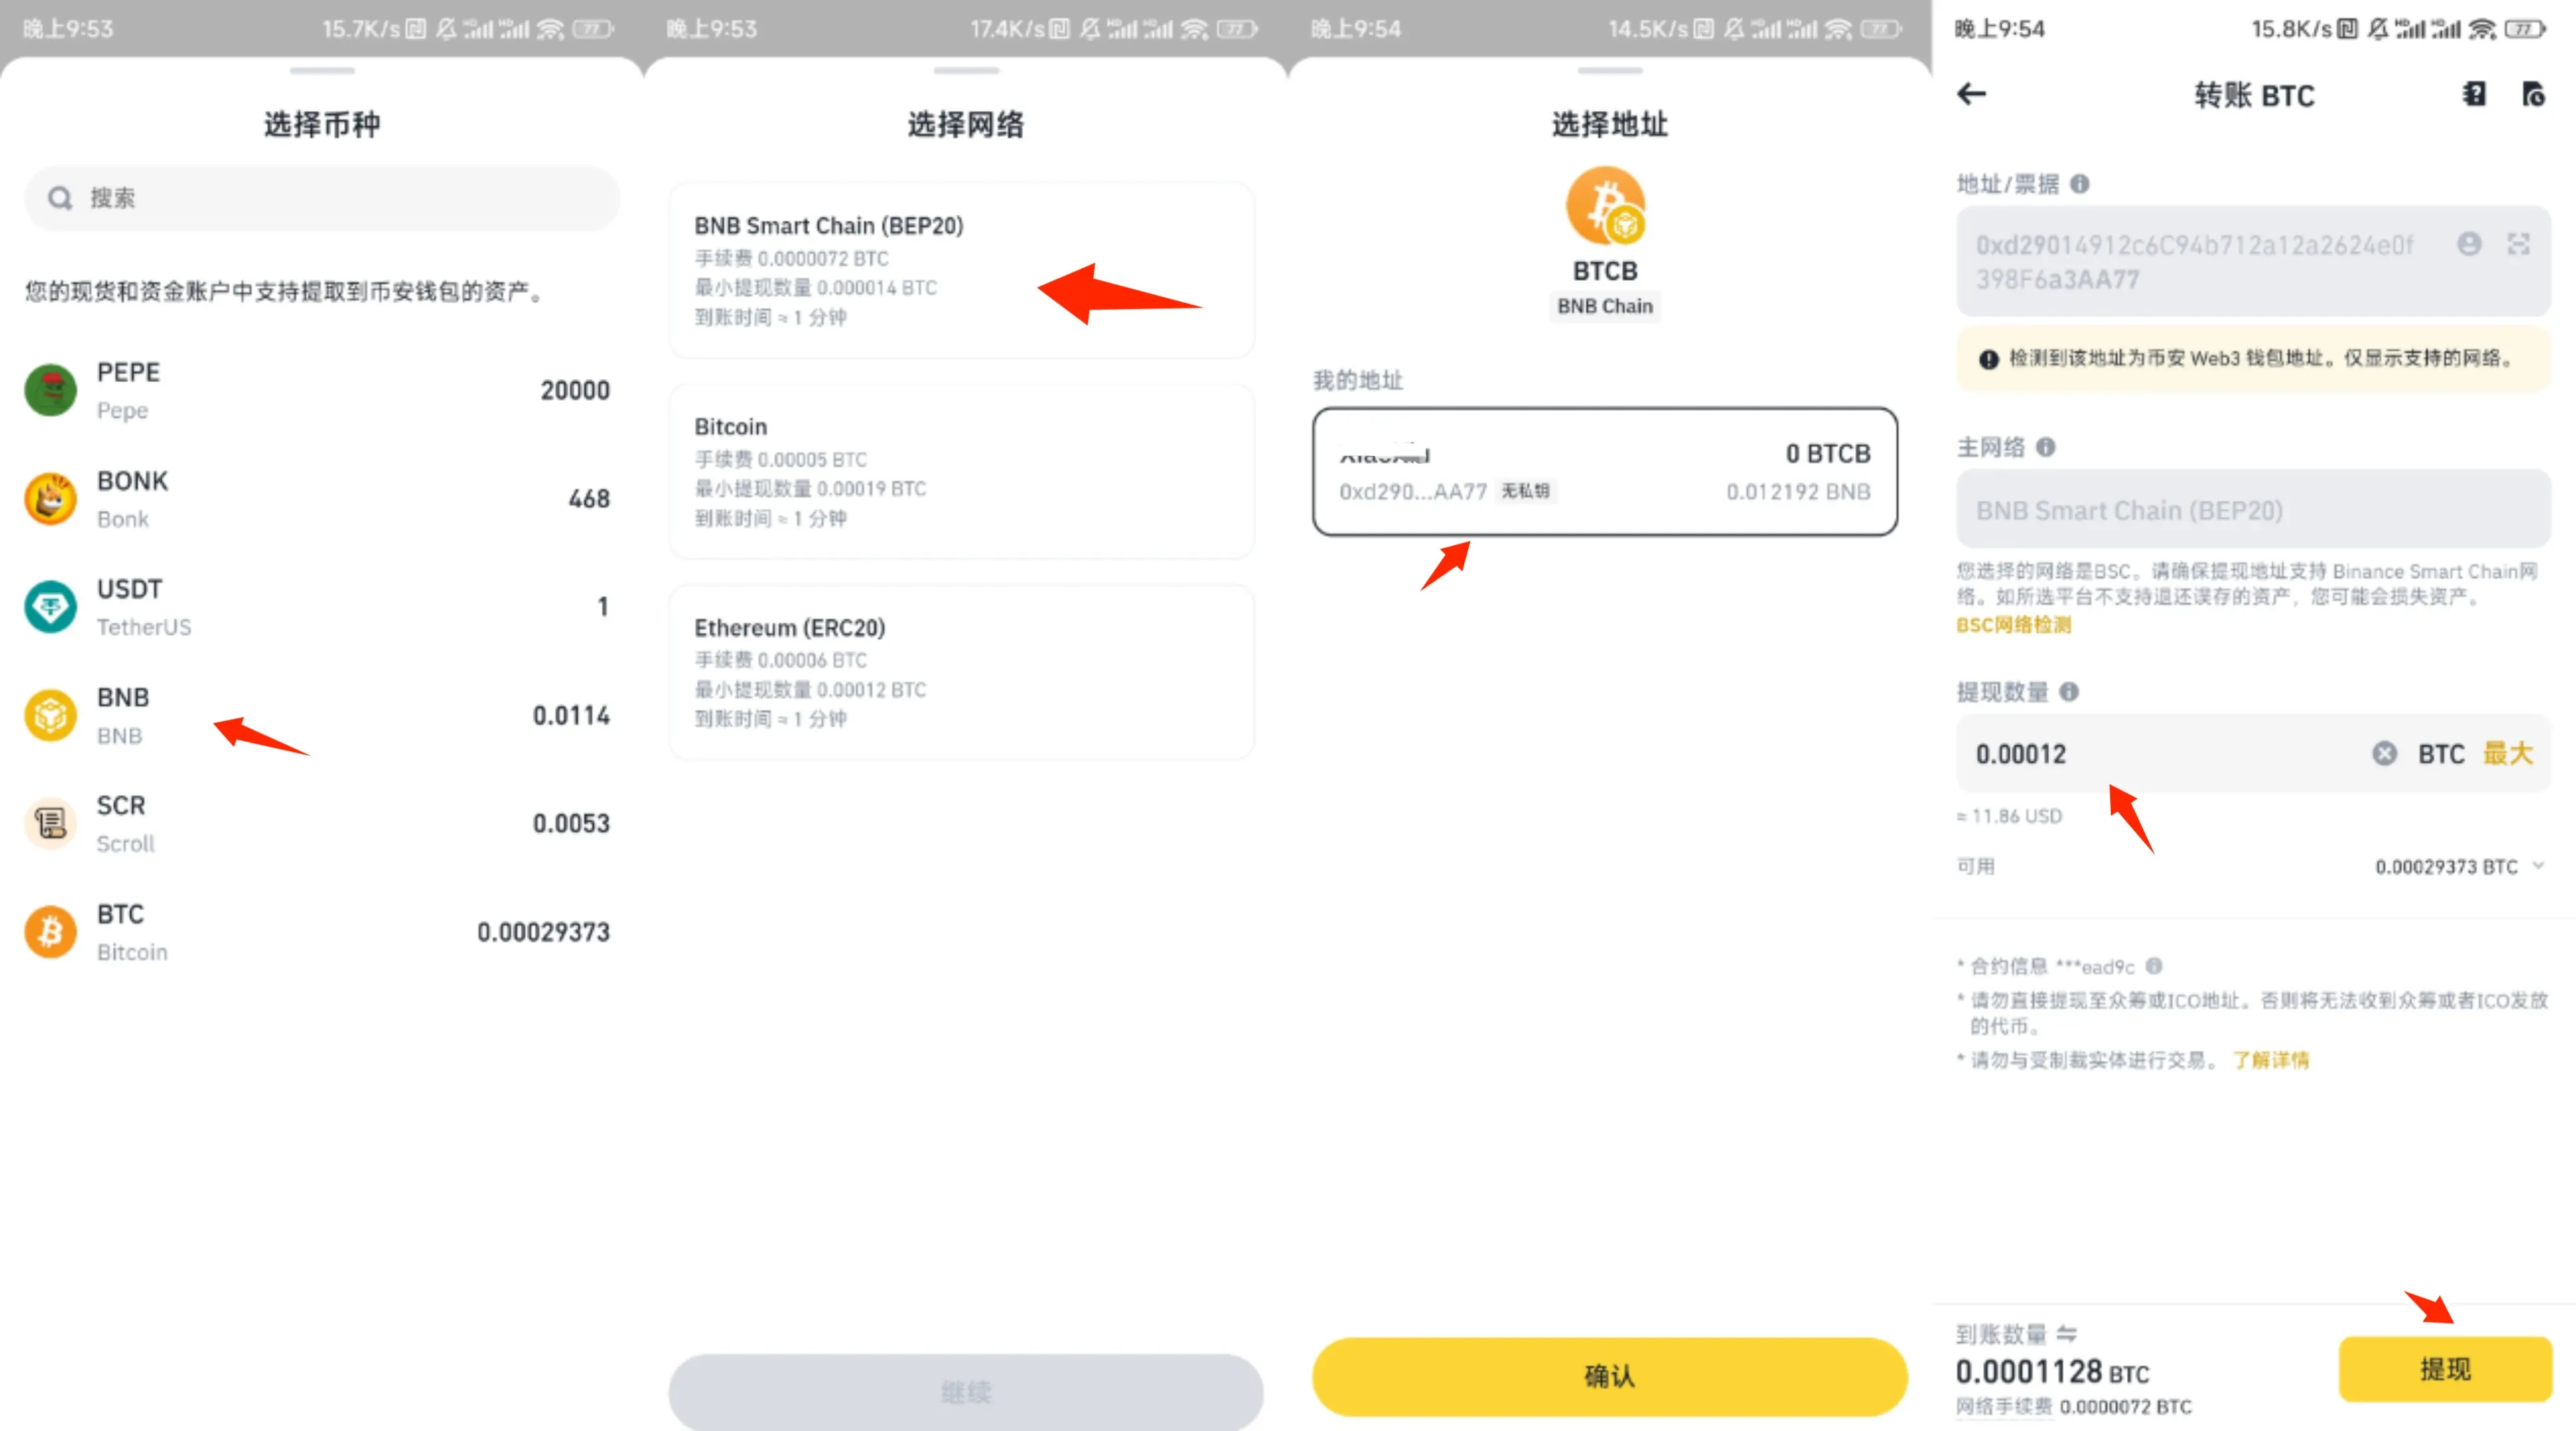 晚上9:53
15.7K/s
77
选择币种
搜索
您的现货和资金账户中支持提取到币安钱包的资产。
PEPE
Pepe
20000
BONK
Bonk
468
USDT
TetherUS
1
BNB
BNB
0.0114
SCR
Scroll
0.0053
BTC
Bitcoin
0.00029373
晚上9:53
17.4K/s
77
选择网络
BNB Smart Chain (BEP20)
手续费 0.0000072 BTC
最小提现数量 0.000014 BTC
到账时间 ≈ 1 分钟
Bitcoin
手续费 0.00005 BTC
最小提现数量 0.00019 BTC
到账时间 ≈ 1 分钟
Ethereum (ERC20)
手续费 0.00006 BTC
最小提现数量 0.00012 BTC
到账时间 ≈ 1 分钟
继续
晚上9:54
14.5K/s
77
选择地址
BTCB
BNB Chain
我的地址
0 BTCB
0xd290...AA77 无私钥
0.012192 BNB
确认
晚上9:54
15.8K/s
77
转账 BTC
地址/票据
0xd29014912c6C94b712a12a2624e0f
398F6a3AA77
检测到该地址为币安 Web3 钱包地址。仅显示支持的网络。
主网络
BNB Smart Chain (BEP20)
您选择的网络是BSC。请确保提现地址支持 Binance Smart Chain网
络。如所选平台不支持退还误存的资产，您可能会损失资产。
BSC网络检测
提现数量
0.00012
BTC 最大
≈ 11.86 USD
可用
0.00029373 BTC
* 合约信息 ***ead9c
* 请勿直接提现至众筹或ICO地址。否则将无法收到众筹或者ICO发放
的代币。
* 请勿与受制裁实体进行交易。 了解详情
到账数量
0.0001128 BTC
网络手续费 0.0000072 BTC
提现